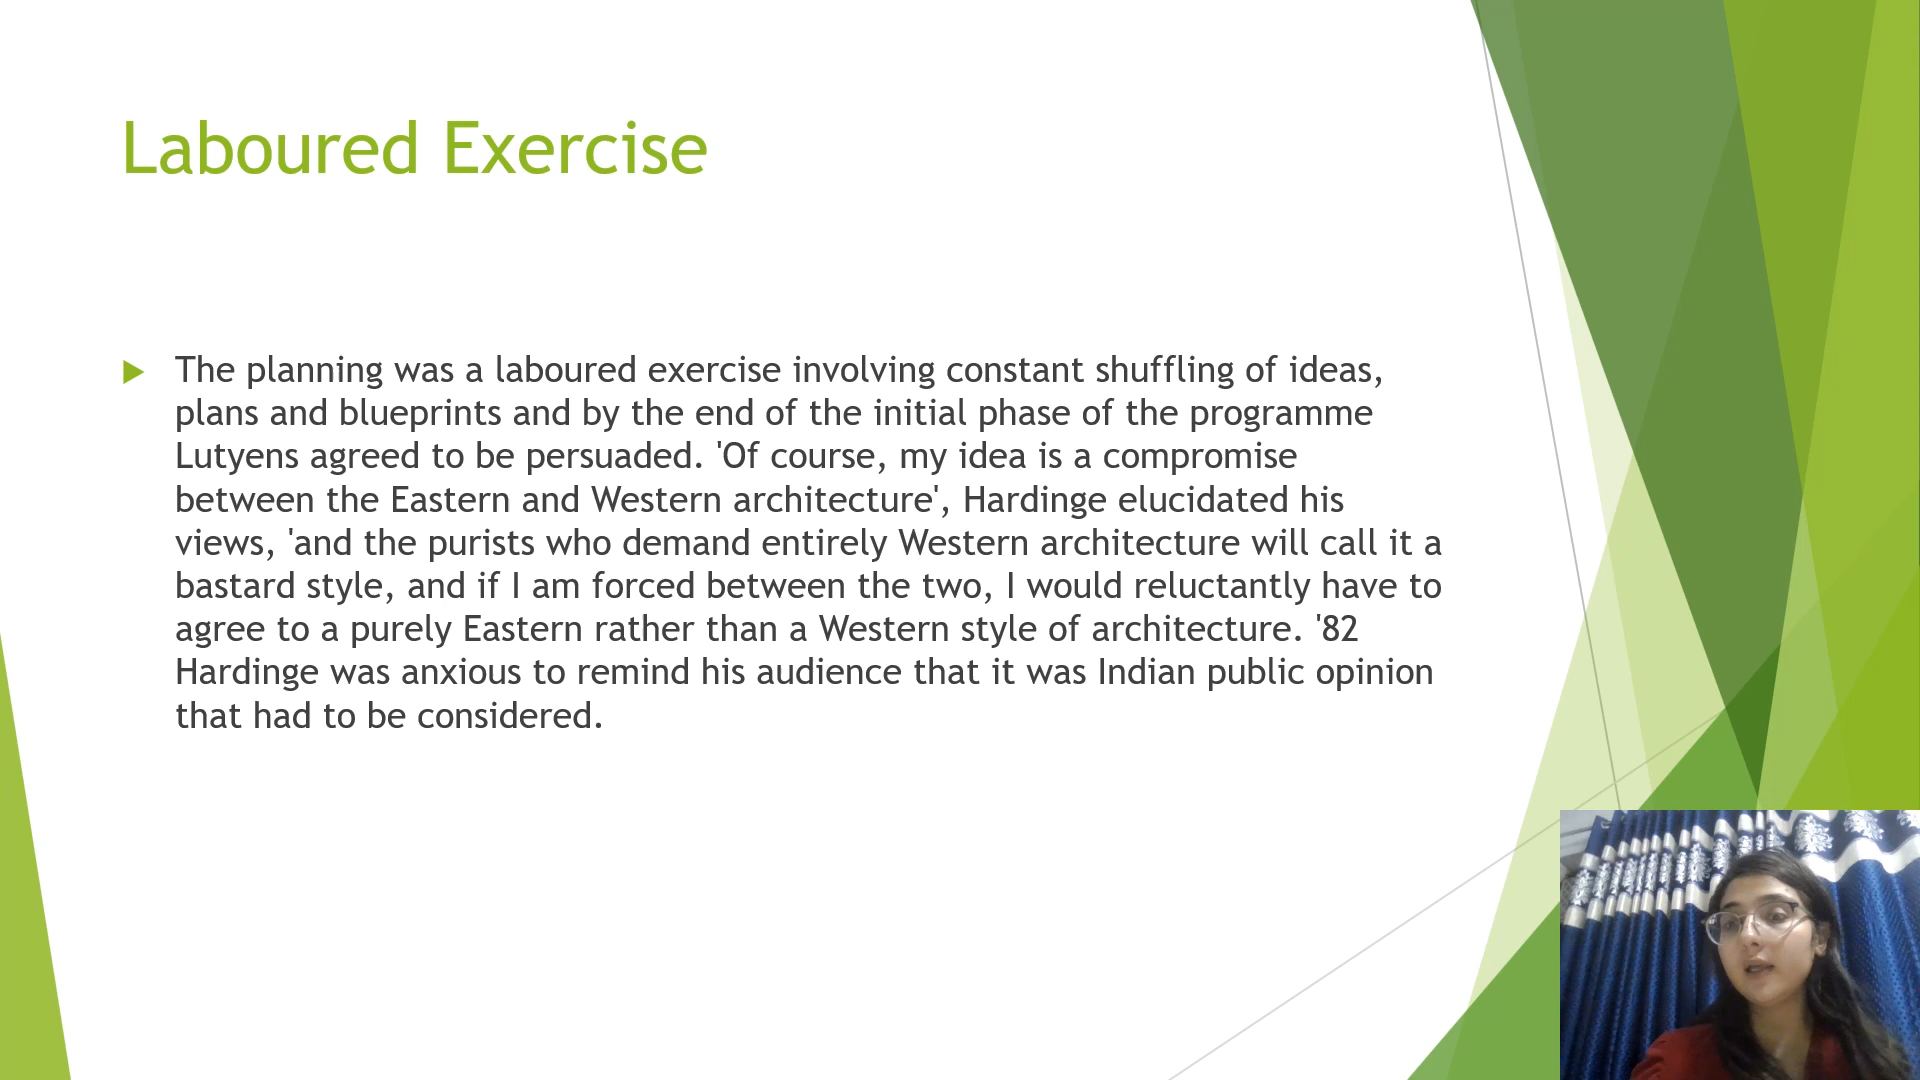 Laboured Exercise
The planning was a laboured exercise involving constant shuffling of ideas,
plans and blueprints and by the end of the initial phase of the programme
Lutyens agreed to be persuaded. 'Of course, my idea is a compromise
between the Eastern and Western architecture', Hardinge elucidated his
views, 'and the purists who demand entirely Western architecture will call it a
bastard style, and if I am forced between the two, I would reluctantly have to
agree to a purely Eastern rather than a Western style of architecture. '82
Hardinge was anxious to remind his audience that it was Indian public opinion
that had to be considered.